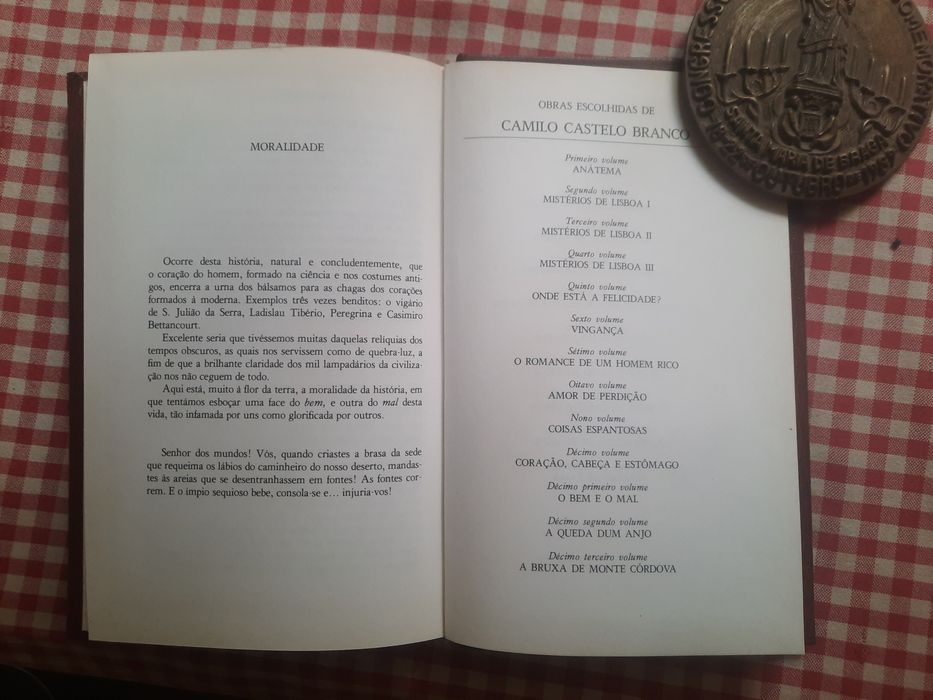 MORALIDADE
Ocorre desta história, natural e concludentemente, que
o coração do homem, formado na ciência e nos costumes anti-
gos, encerra a urna dos bálsamos para as chagas dos corações
formados à moderna. Exemplos três vezes benditos: o vigário
de S. Julião da Serra, Ladislau Tibério, Peregrina e Casimiro
Bettancourt.
Excelente seria que tivéssemos muitas daquelas relíquias dos
tempos obscuros, as quais nos servissem como de quebra-luz, a
fim de que a brilhante claridade dos mil lampadários da civiliza-
ção nos não ceguem de todo.
Aqui está, muito à flor da terra, a moralidade da história, em
que tentámos esboçar uma face do bem, e outra do mal desta
vida, tão infamada por uns como glorificada por outros.
Senhor dos mundos! Vós, quando criastes a brasa da sede
que requeima os lábios do caminheiro do nosso deserto, mandas-
tes às areias que se desentranhassem em fontes! As fontes cor-
rem. E o ímpio sequioso bebe, consola-se e... injuria-vos!
OBRAS ESCOLHIDAS DE
CAMILO CASTELO BRANCO
Primeiro volume
ANÁTEMA
Segundo volume
MISTÉRIOS DE LISBOA I
Terceiro volume
MISTÉRIOS DE LISBOA II
Quarto volume
MISTÉRIOS DE LISBOA III
Quinto volume
ONDE ESTÁ A FELICIDADE?
Sexto volume
VINGANÇA
Sétimo volume
O ROMANCE DE UM HOMEM RICO
Oitavo volume
AMOR DE PERDIÇÃO
Nono volume
COISAS ESPANTOSAS
Décimo volume
CORAÇÃO, CABEÇA E ESTÔMAGO
Décimo primeiro volume
O BEM E O MAL
Décimo segundo volume
A QUEDA DUM ANJO
Décimo terceiro volume
A BRUXA DE MONTE CÓRDOVA
CONGRESSO
COMEMORATIVO
SANTA MARIA DE BRAGA
OUTUBRO DE